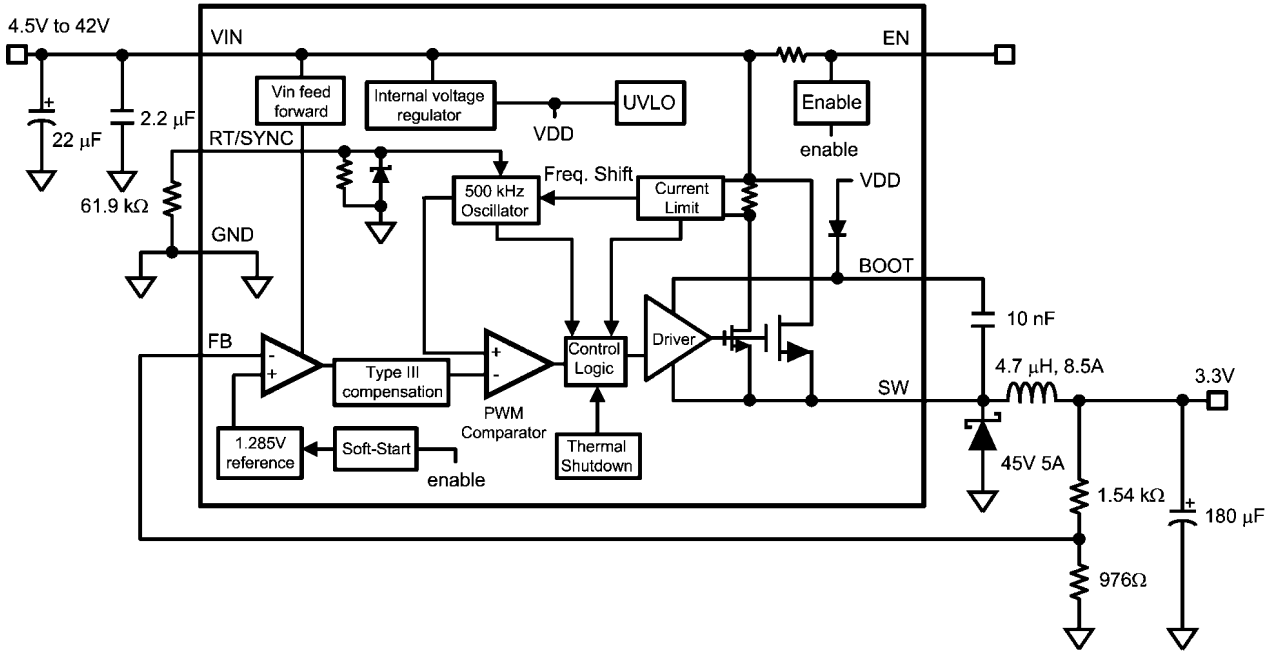 4.5V to 42V
VIN
EN
Vin feed
forward
Internal voltage
regulator
UVLO
Enable
+
22 μF
2.2 μF
VDD
enable
RT/SYNC
61.9 kΩ
500 kHz
Oscillator
Freq. Shift
Current
Limit
VDD
GND
BOOT
10 nF
FB
-
+
Type III
compensation
+
-
PWM
Comparator
Control
Logic
Driver
SW
4.7 μH, 8.5A
3.3V
1.285V
reference
Soft-Start
enable
Thermal
Shutdown
45V 5A
1.54 kΩ
+
180 μF
976Ω